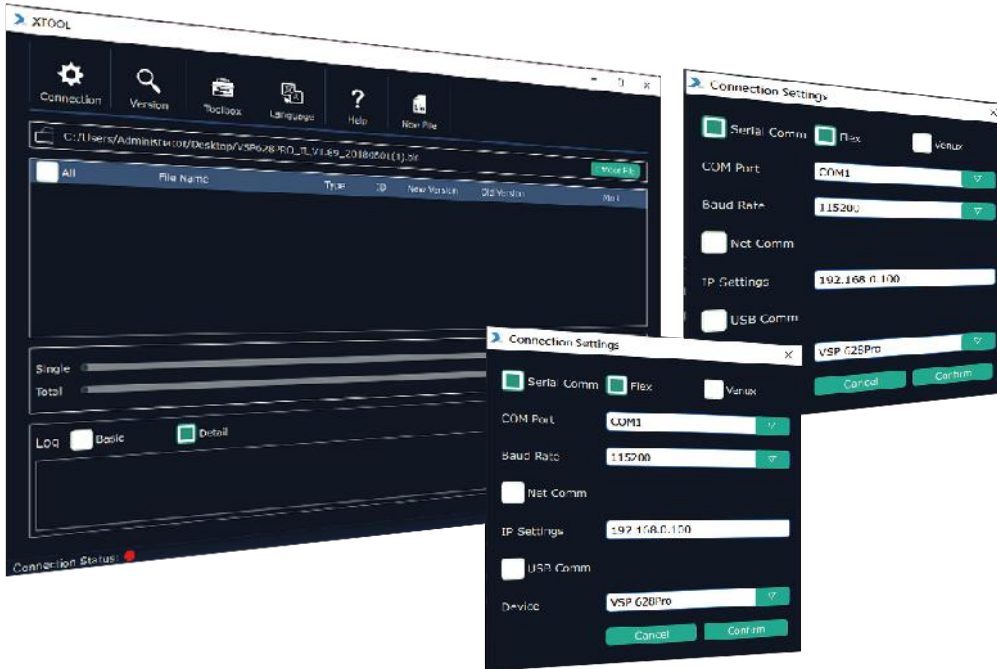 XTOOL
Connection
Version
Toolbox
Language
Help
New File
All
File Name
Type
ID
New Version
Old Version
Single
Total
Log
Basic
Detail
Connection Status:
Connection Settings
Serial Comm
Flex
Venux
COM Port
COM1
Baud Rate
115200
Net Comm
IP Settings
192.168.0.100
USB Comm
VSP 628Pro
Cancel
Confirm
Connection Settings
Serial Comm
Flex
Venux
COM Port
COM1
Baud Rate
115200
Net Comm
IP Settings
192.168.0.100
USB Comm
Device
VSP 628Pro
Cancel
Confirm